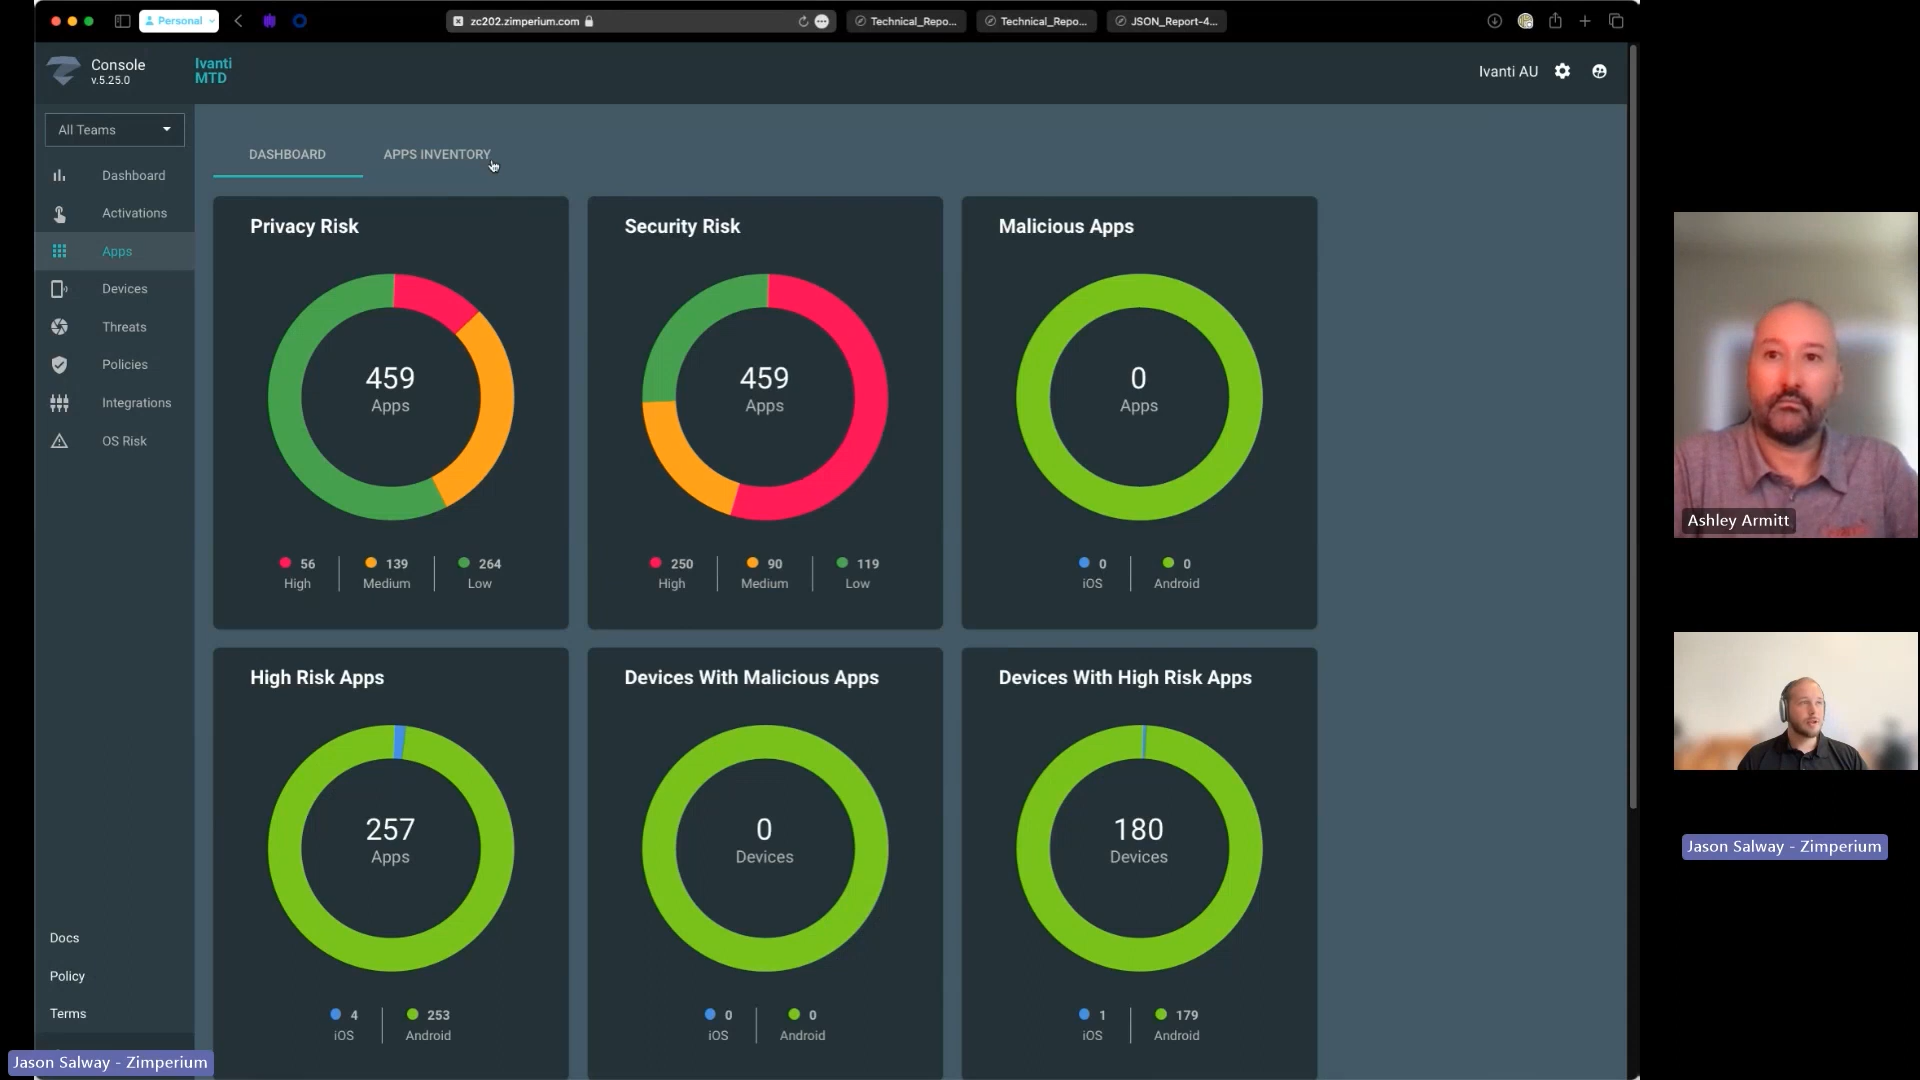 Personal
zc202.zimperium.com
Technical_Repo...
Technical_Repo...
JSON_Report-4...
Console
v.5.25.0
Ivanti
MTD
Ivanti AU
All Teams
Dashboard
Activations
Apps
Devices
Threats
Policies
Integrations
OS Risk
Docs
Policy
Terms
DASHBOARD
APPS INVENTORY
Privacy Risk
459
Apps
56
High
139
Medium
264
Low
Security Risk
459
Apps
250
High
90
Medium
119
Low
Malicious Apps
0
Apps
0
iOS
0
Android
High Risk Apps
257
Apps
4
iOS
253
Android
Devices With Malicious Apps
0
Devices
0
iOS
0
Android
Devices With High Risk Apps
180
Devices
1
iOS
179
Android
Ashley Armitt
Jason Salway - Zimperium
Jason Salway - Zimperium